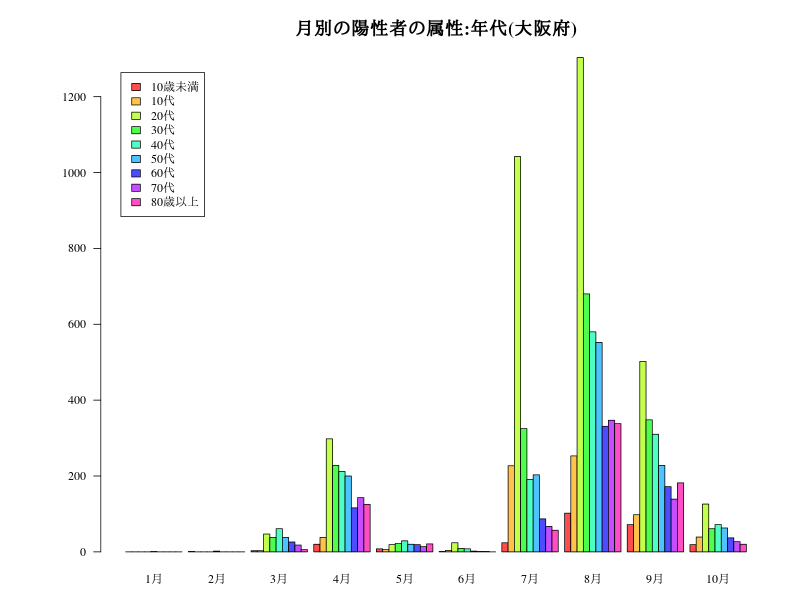 月別の陽性者の属性:年代(大阪府)
10歳未満
10代
20代
30代
40代
50代
60代
70代
80歳以上
1200
1000
800
600
400
200
0
1月 2月 3月 4月 5月 6月 7月 8月 9月 10月